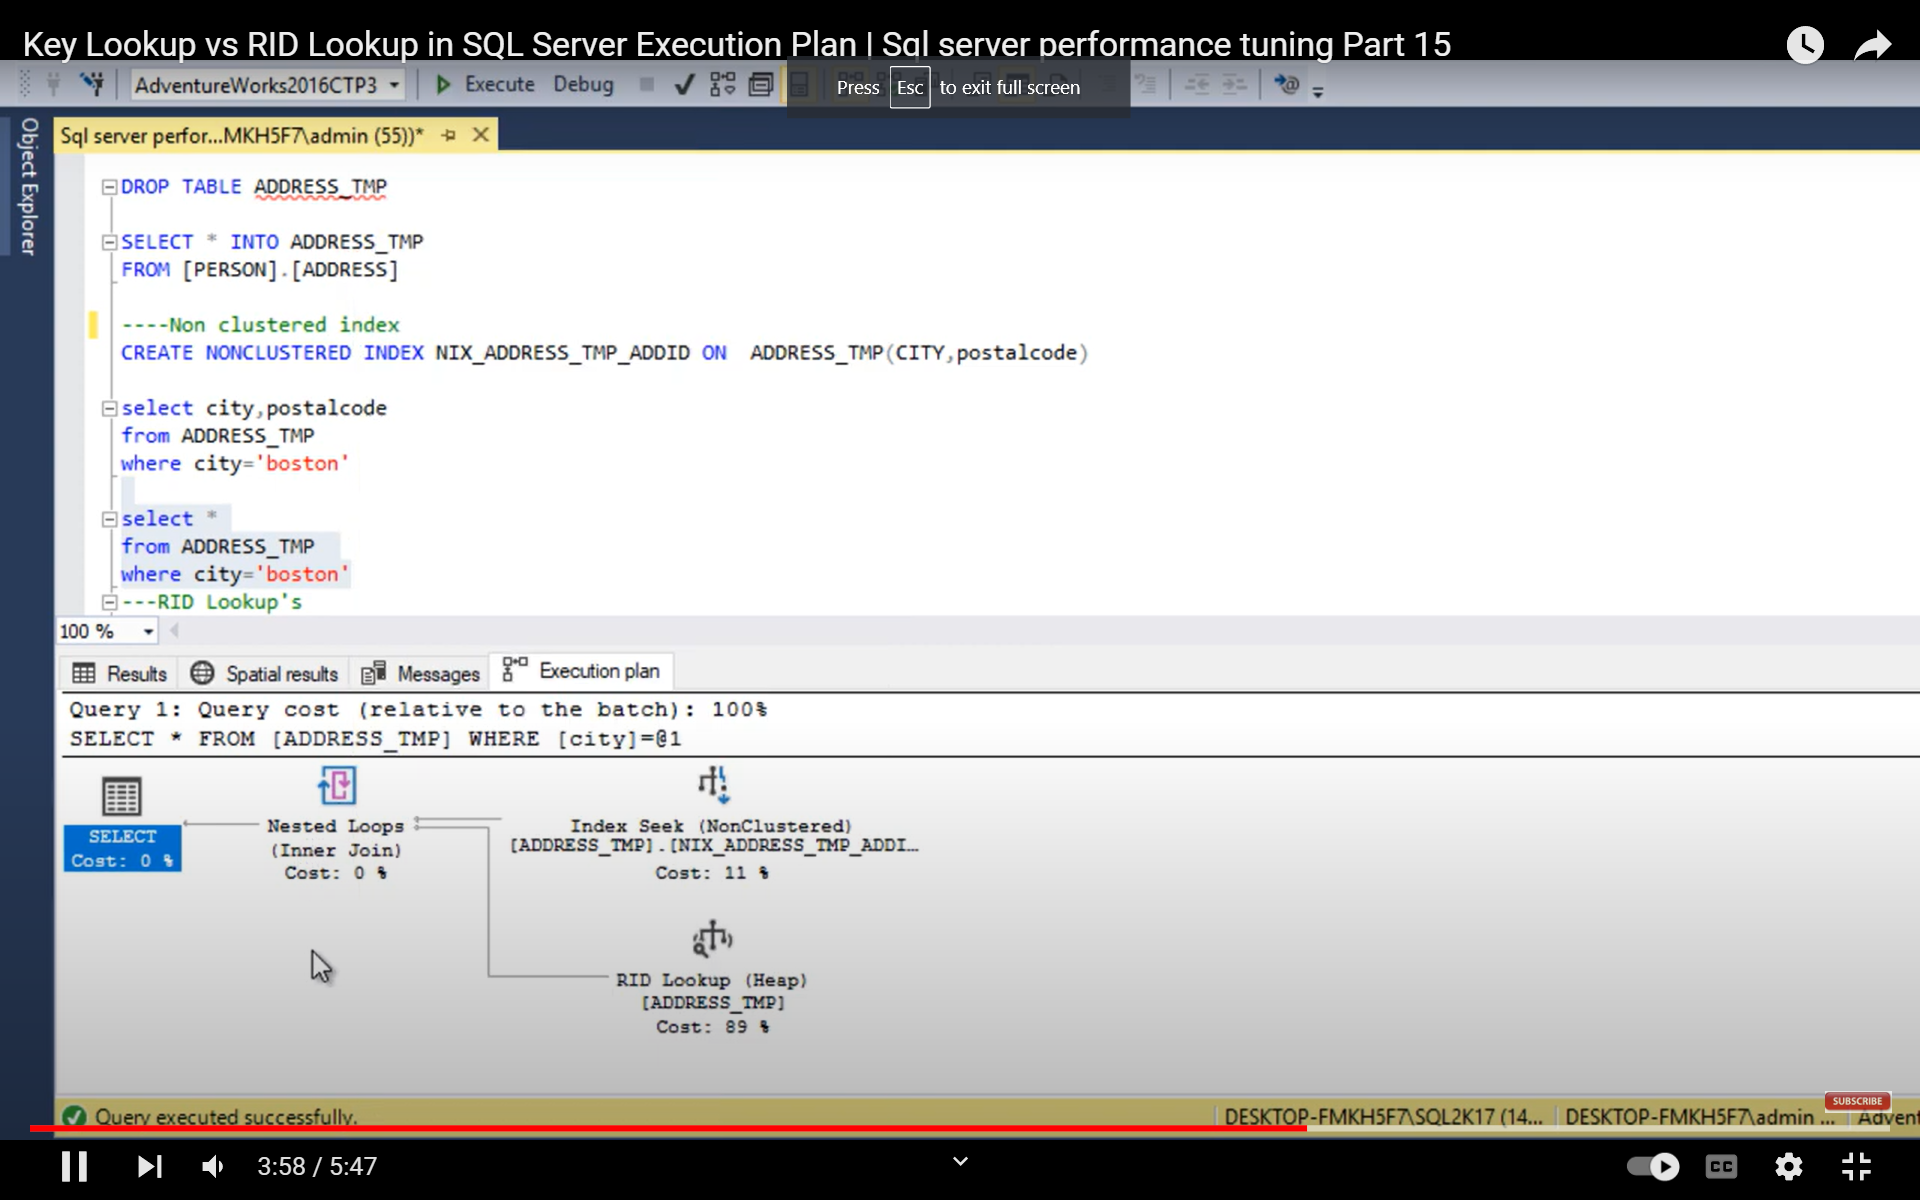 Key Lookup vs RID Lookup in SQL Server Execution Plan | Sql server performance tuning Part 15
AdventureWorks2016CTP3 Execute Debug
Press Esc to exit full screen
Object Explorer
Sql server perfor...MKH5F7\admin (55))*
DROP TABLE ADDRESS_TMP
SELECT * INTO ADDRESS_TMP
FROM [PERSON].[ADDRESS]
----Non clustered index
CREATE NONCLUSTERED INDEX NIX_ADDRESS_TMP_ADDID ON ADDRESS_TMP(CITY,postalcode)
select city,postalcode
from ADDRESS_TMP
where city='boston'
select *
from ADDRESS_TMP
where city='boston'
---RID Lookup's
100 %
Results Spatial results Messages Execution plan
Query 1: Query cost (relative to the batch): 100%
SELECT * FROM [ADDRESS_TMP] WHERE [city]=@1
SELECT
Cost: 0 %
Nested Loops
(Inner Join)
Cost: 0 %
Index Seek (NonClustered)
[ADDRESS_TMP].[NIX_ADDRESS_TMP_ADDI...
Cost: 11 %
RID Lookup (Heap)
[ADDRESS_TMP]
Cost: 89 %
SUBSCRIBE
Query executed successfully. DESKTOP-FMKH5F7\SQL2K17 (14... DESKTOP-FMKH5F7\admin ... Advent
3:58 / 5:47
CC